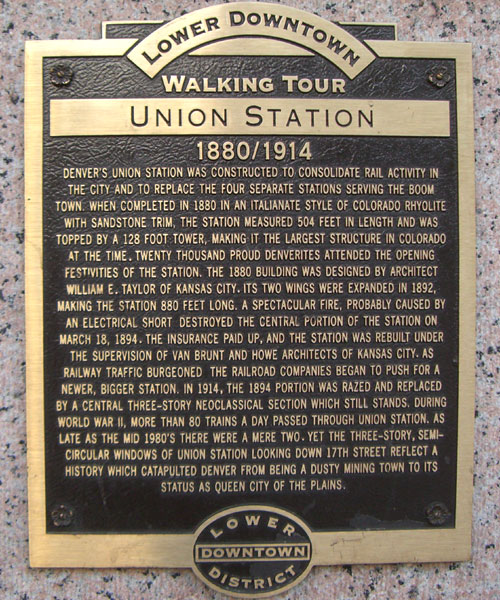 LOWER DOWNTOWN
WALKING TOUR
UNION STATION
1880/1914
DENVER'S UNION STATION WAS CONSTRUCTED TO CONSOLIDATE RAIL ACTIVITY IN
THE CITY AND TO REPLACE THE FOUR SEPARATE STATIONS SERVING THE BOOM
TOWN. WHEN COMPLETED IN 1880 IN AN ITALIANATE STYLE OF COLORADO RHYOLITE
WITH SANDSTONE TRIM, THE STATION MEASURED 504 FEET IN LENGTH AND WAS
TOPPED BY A 128 FOOT TOWER, MAKING IT THE LARGEST STRUCTURE IN COLORADO
AT THE TIME. TWENTY THOUSAND PROUD DENVERITES ATTENDED THE OPENING
FESTIVITIES OF THE STATION. THE 1880 BUILDING WAS DESIGNED BY ARCHITECT
WILLIAM E. TAYLOR OF KANSAS CITY. ITS TWO WINGS WERE EXPANDED IN 1892,
MAKING THE STATION 880 FEET LONG. A SPECTACULAR FIRE, PROBABLY CAUSED BY
AN ELECTRICAL SHORT DESTROYED THE CENTRAL PORTION OF THE STATION ON
MARCH 18, 1894. THE INSURANCE PAID UP, AND THE STATION WAS REBUILT UNDER
THE SUPERVISION OF VAN BRUNT AND HOWE ARCHITECTS OF KANSAS CITY. AS
RAILWAY TRAFFIC BURGEONED THE RAILROAD COMPANIES BEGAN TO PUSH FOR A
NEWER, BIGGER STATION. IN 1914, THE 1894 PORTION WAS RAZED AND REPLACED
BY A CENTRAL THREE-STORY NEOCLASSICAL SECTION WHICH STILL STANDS. DURING
WORLD WAR II, MORE THAN 80 TRAINS A DAY PASSED THROUGH UNION STATION. AS
LATE AS THE MID 1980'S THERE WERE A MERE TWO. YET THE THREE-STORY, SEMI-
CIRCULAR WINDOWS OF UNION STATION LOOKING DOWN 17TH STREET REFLECT A
HISTORY WHICH CATAPULTED DENVER FROM BEING A DUSTY MINING TOWN TO ITS
STATUS AS QUEEN CITY OF THE PLAINS.
LOWER
DOWNTOWN
DISTRICT